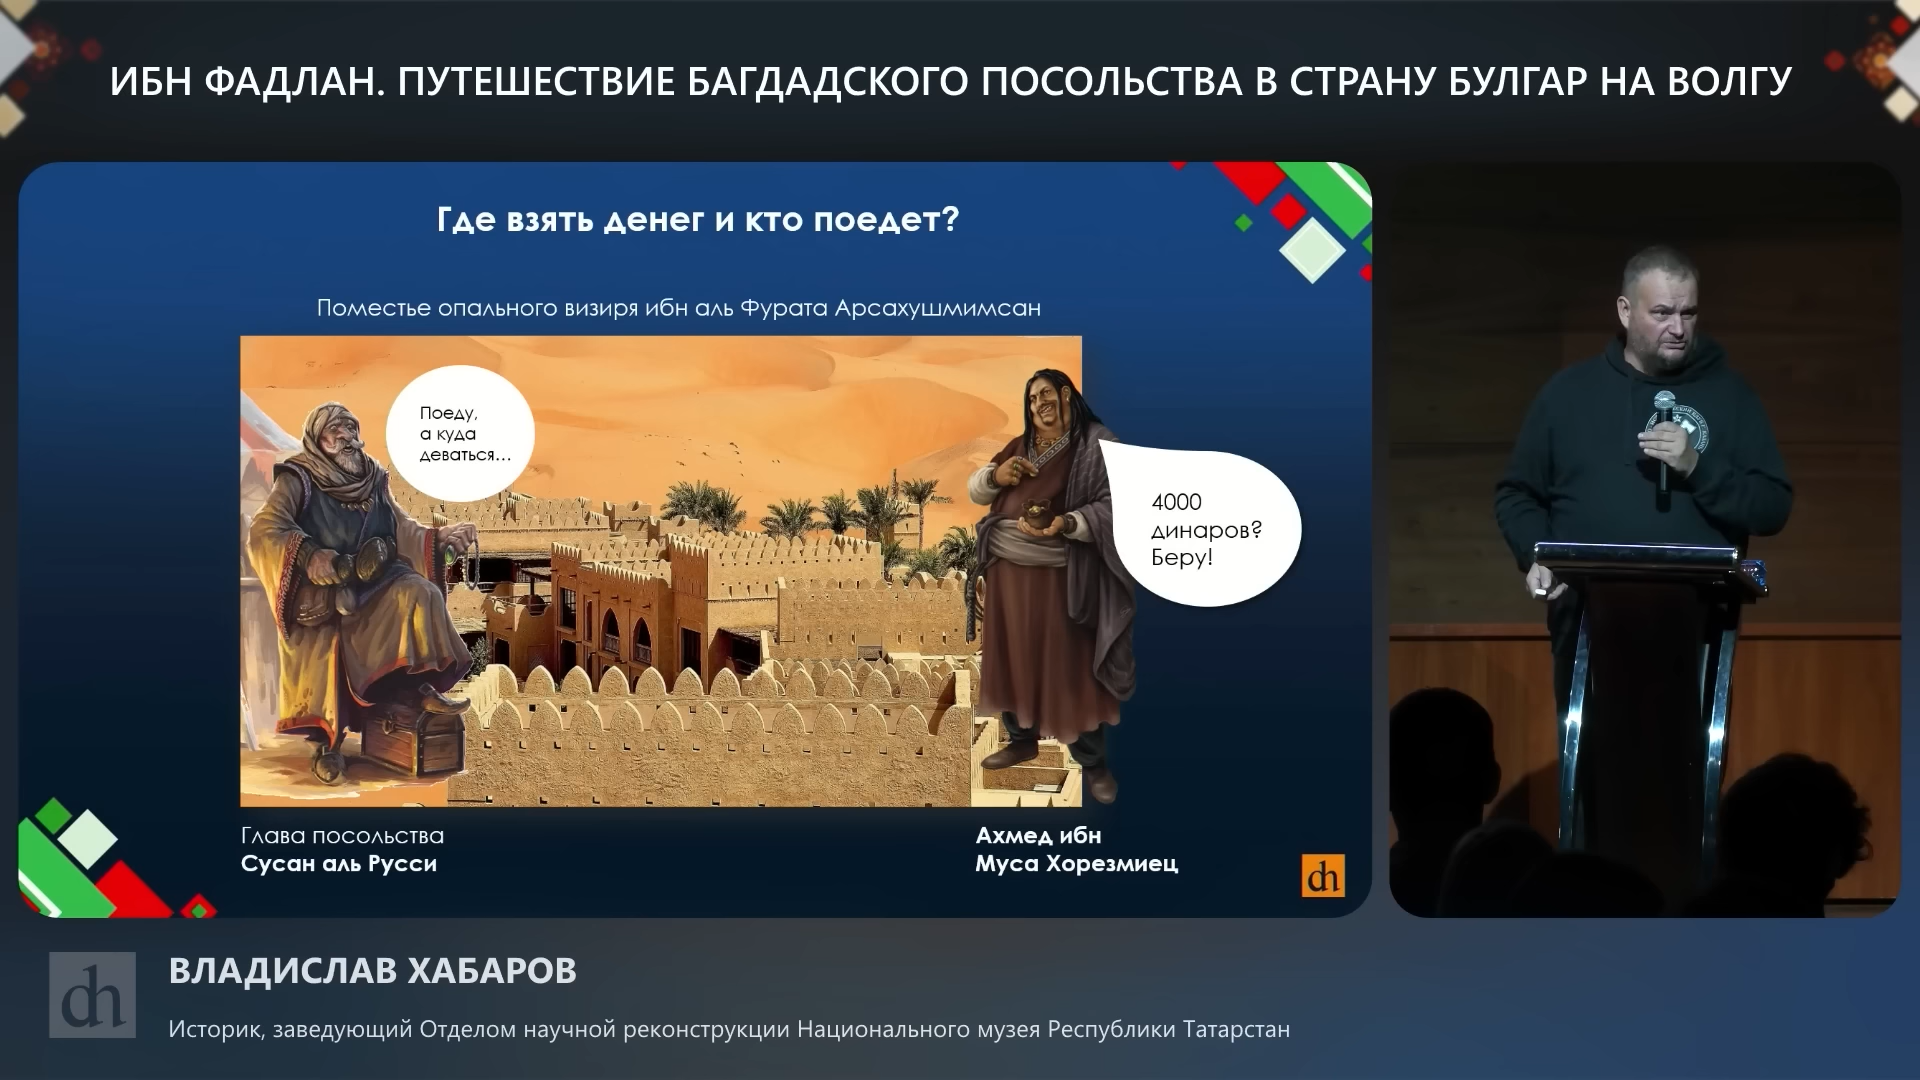 ИБН ФАДЛАН. ПУТЕШЕСТВИЕ БАГДАДСКОГО ПОСОЛЬСТВА В СТРАНУ БУЛГАР НА ВОЛГУ
Где взять денег и кто поедет?
Поместье опального визиря ибн аль Фурата Арсахушмимсан
Поеду,
а куда
деваться...
4000
динаров?
Беру!
Глава посольства
Сусан аль Русси
Ахмед ибн
Муса Хорезмиец
dh
dh
ВЛАДИСЛАВ ХАБАРОВ
Историк, заведующий Отделом научной реконструкции Национального музея Республики Татарстан